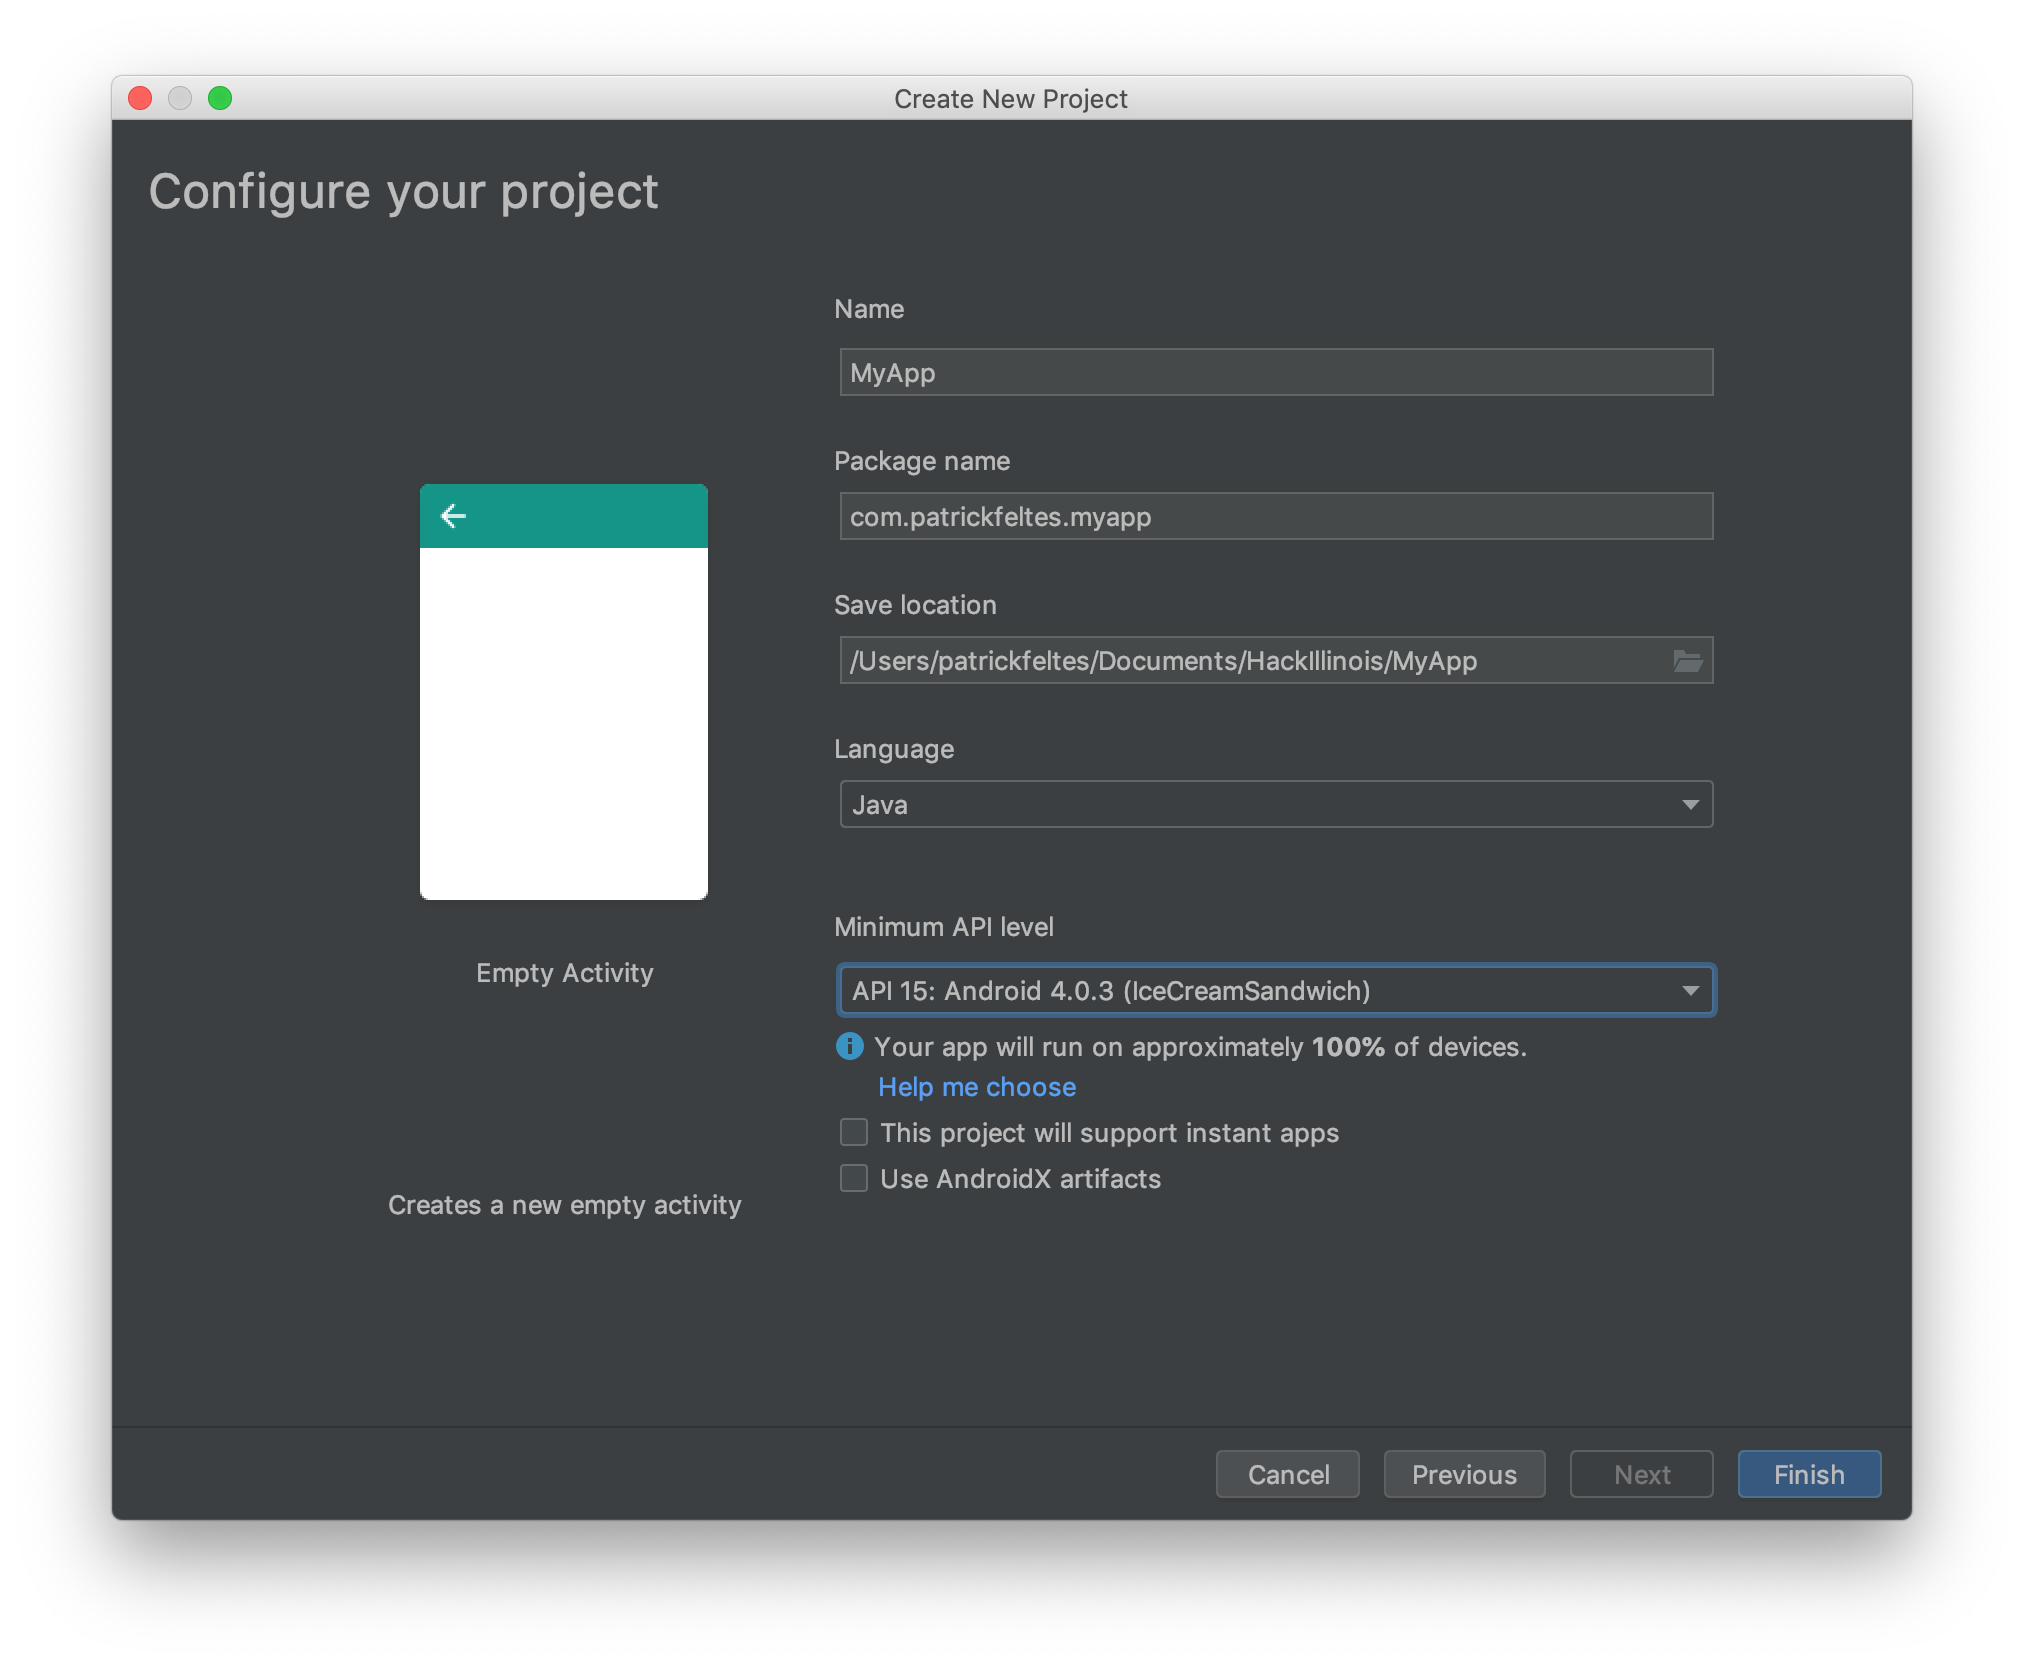 Create New Project
Configure your project
Name
MyApp
Package name
com.patrickfeltes.myapp
Save location
/Users/patrickfeltes/Documents/HackIllinois/MyApp
Language
Java
Minimum API level
API 15: Android 4.0.3 (IceCreamSandwich)
Your app will run on approximately 100% of devices.
Help me choose
This project will support instant apps
Use AndroidX artifacts
Empty Activity
Creates a new empty activity
Cancel
Previous
Next
Finish